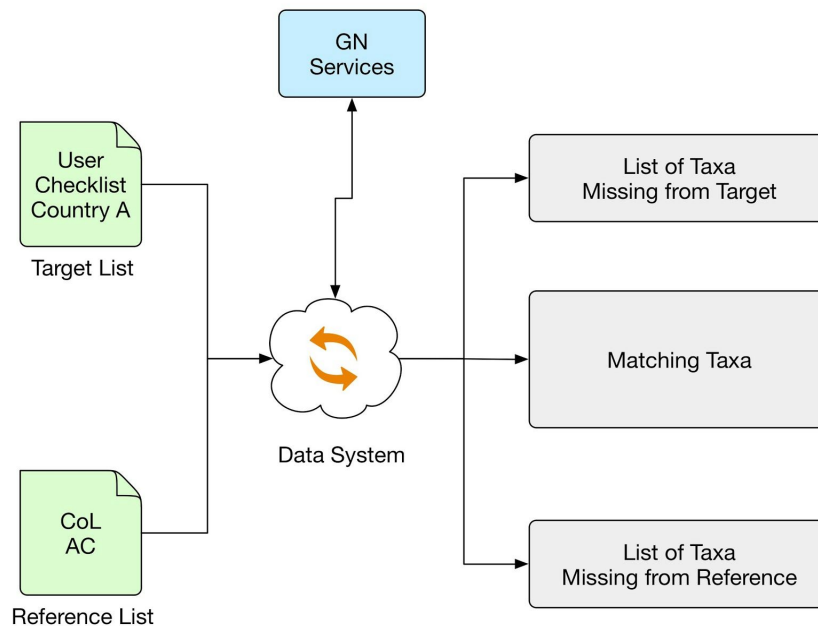 GN
Services
User
Checklist
Country A
Target List
List of Taxa
Missing from Target
Matching Taxa
Data System
CoL
AC
Reference List
List of Taxa
Missing from Reference